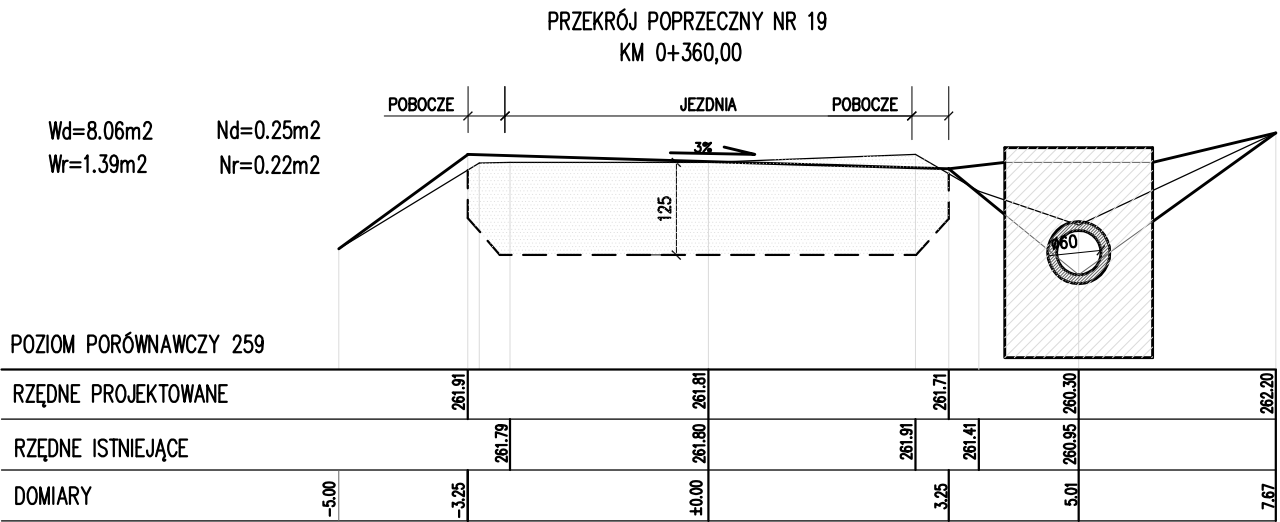 PRZEKRÓJ POPRZECZNY NR 19
KM 0+360,00
POBOCZE JEZDNIA POBOCZE
Wd=8.06m2 Nd=0.25m2
Wr=1.39m2 Nr=0.22m2
3%
125
ø60
POZIOM PORÓWNAWCZY 259
RZĘDNE PROJEKTOWANE 261.91 261.81 261.71 260.30 262.20
RZĘDNE ISTNIEJĄCE 261.79 261.80 261.91 261.41 260.95
DOMIARY -5.00 -3.25 ±0.00 3.25 5.01 7.67